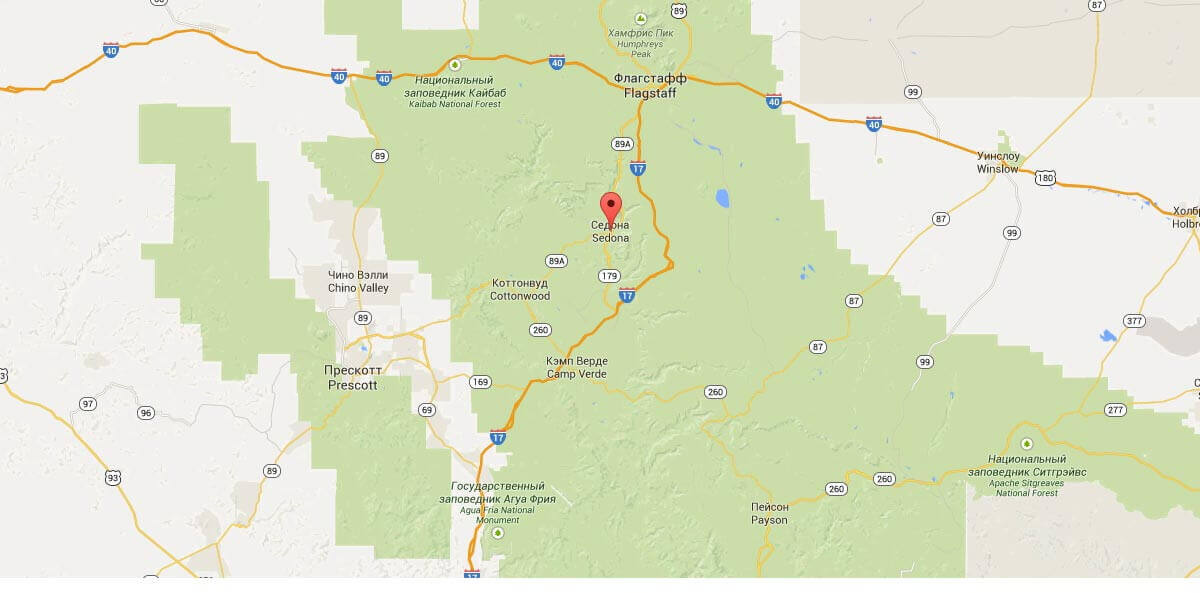 89
87
Хамфрис Пик
Humphreys
Peak
40
40
40
40
Национальный
заповедник Кайбаб
Kaibab National Forest
Флагстафф
Flagstaff
99
40
40
89A
89
17
Уинслоу
Winslow
180
Холбр
Holbro
87
99
Седона
Sedona
89A
179
Чино Вэлли
Chino Valley
Коттонвуд
Cottonwood
17
87
89
260
377
87
Кэмп Верде
Camp Verde
99
Прескотт
Prescott
169
260
97
96
69
277
17
93
89
Национальный
заповедник Ситгрэйвс
Apache Sitgreaves
National Forest
260
260
Государственный
заповедник Агуа Фрия
Agua Fria National
Monument
Пейсон
Payson
17